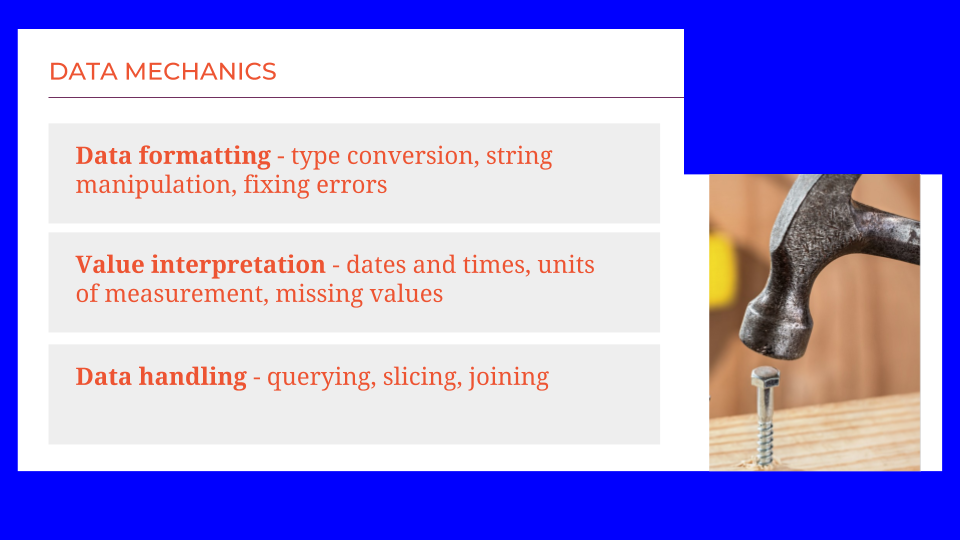 DATA MECHANICS
Data formatting - type conversion, string
manipulation, fixing errors
Value interpretation - dates and times, units
of measurement, missing values
Data handling - querying, slicing, joining